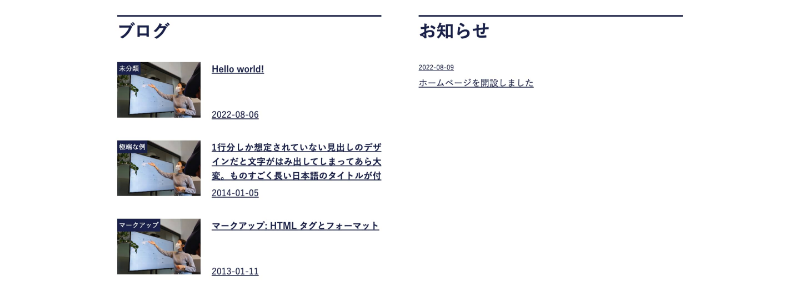 ブログ
未分類
Hello world!
2022-08-06
極端な例
1行分しか想定されていない見出しのデザ
インだと文字がはみ出してしまってあら大
変。ものすごく長い日本語のタイトルが付
2014-01-05
マークアップ
マークアップ: HTML タグとフォーマット
2013-01-11
お知らせ
2022-08-09
ホームページを開設しました